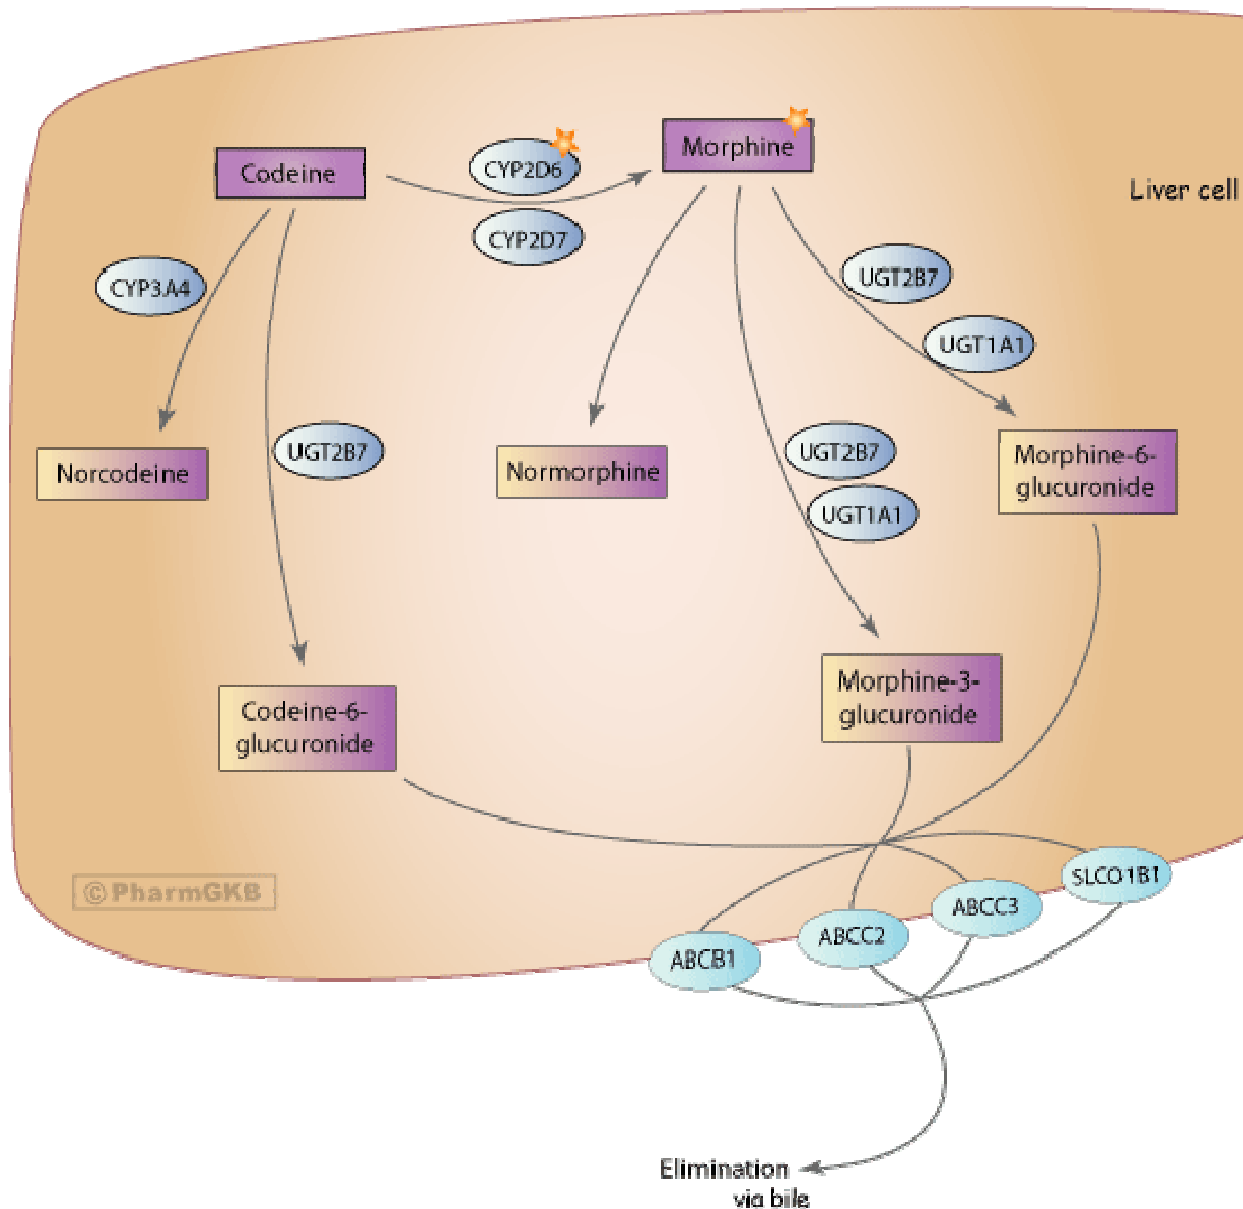 Morphine
CYP2D6
Codeine
Liver cell
CYP2D7
CYP3A4
UGT2B7
UGT1A1
Norcodeine
UGT2B7
Normorphine
UGT2B7
UGT1A1
Morphine-6-
glucuronide
Codeine-6-
glucuronide
Morphine-3-
glucuronide
© PharmGKB
ABCB1
ABCC2
ABCC3
SLCO1B1
Elimination
via bile